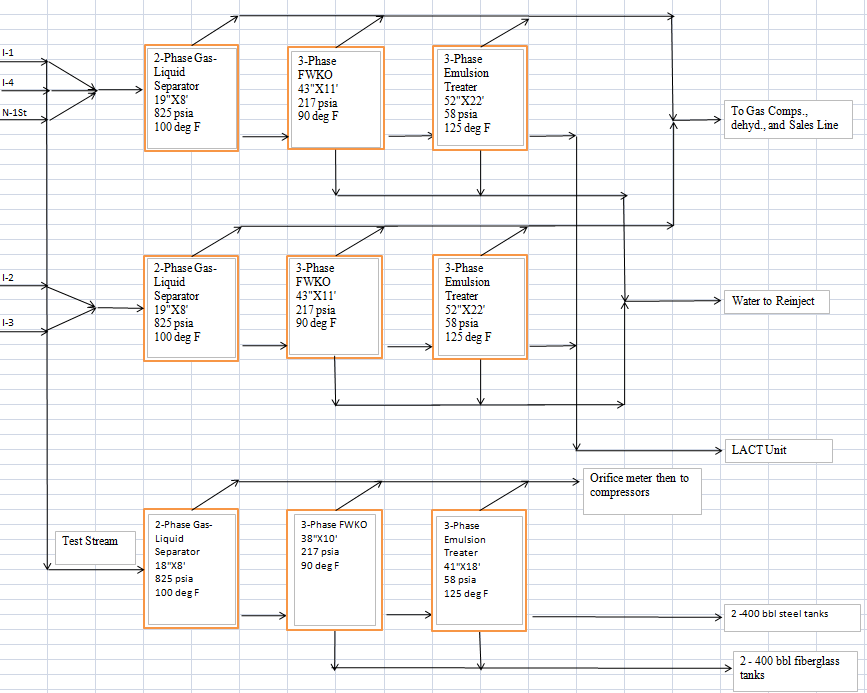 I-1
I-4
N-1St
2-Phase Gas-
Liquid
Separator
19"X8'
825 psia
100 deg F
3-Phase
FWKO
43"X11'
217 psia
90 deg F
3-Phase
Emulsion
Treater
52"X22'
58 psia
125 deg F
To Gas Comps.,
dehyd., and Sales Line
I-2
I-3
2-Phase Gas-
Liquid
Separator
19"X8'
825 psia
100 deg F
3-Phase
FWKO
43"X11'
217 psia
90 deg F
3-Phase
Emulsion
Treater
52"X22'
58 psia
125 deg F
Water to Reinject
LACT Unit
Orifice meter then to
compressors
Test Stream
2-Phase Gas-
Liquid
Separator
18"X8'
825 psia
100 deg F
3-Phase FWKO
38"X10'
217 psia
90 deg F
3-Phase
Emulsion
Treater
41"X18'
58 psia
125 deg F
2 -400 bbl steel tanks
2 - 400 bbl fiberglass
tanks